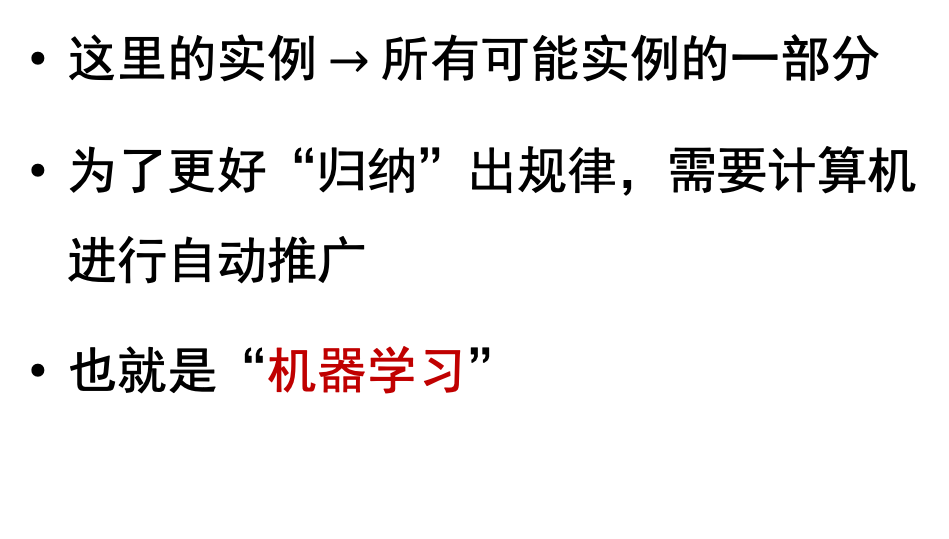 • 这里的实例 → 所有可能实例的一部分
• 为了更好“归纳”出规律，需要计算机
进行自动推广
• 也就是“机器学习”